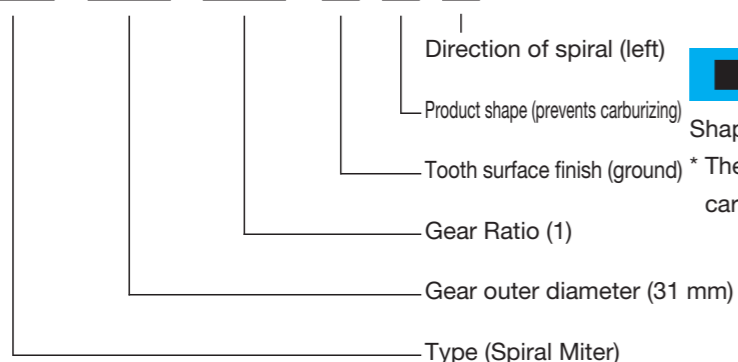 Direction of spiral (left)
Product shape (prevents carburizing)
Tooth surface finish (ground)
Gear Ratio (1)
Gear outer diameter (31 mm)
Type (Spiral Miter)
Shap
* The
car